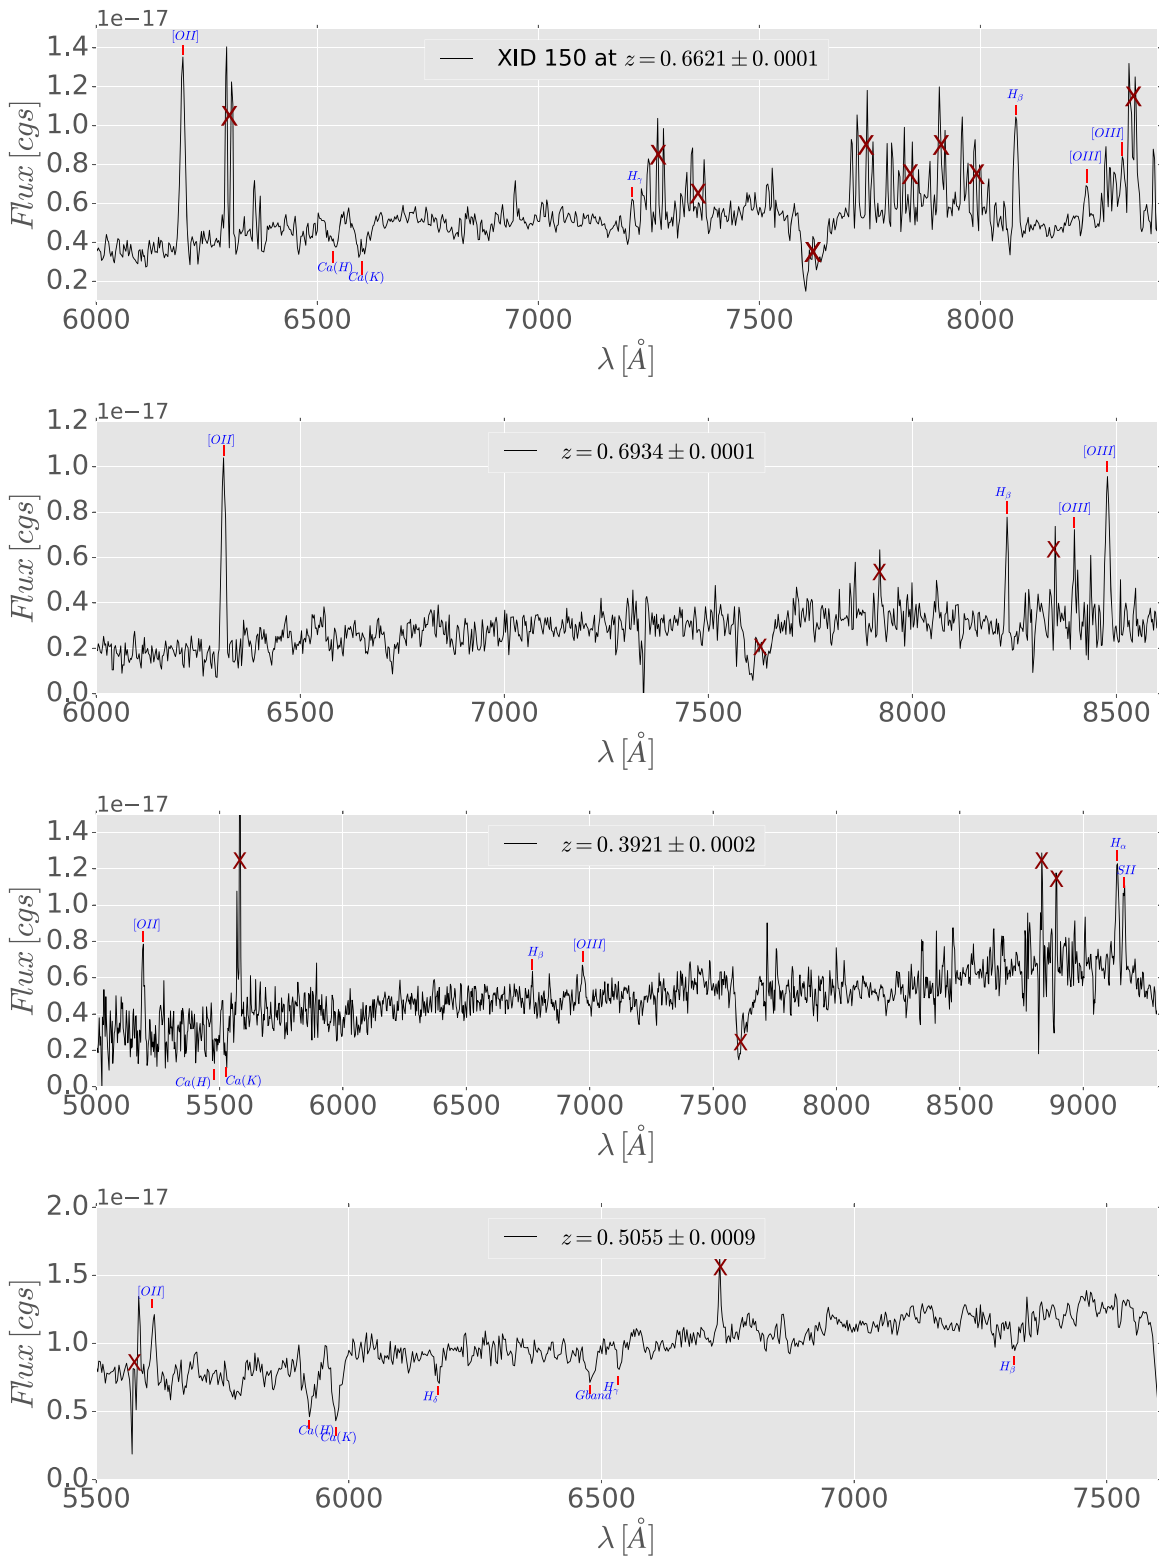 1e−17
[OII]
XID 150 at z = 0.6621 ± 0.0001
Hβ
[OIII]
[OIII]
Hγ
Ca(H)
Ca(K)
X X X X X X X X X
1.4
1.2
1.0
0.8
0.6
0.4
0.2
Flux [cgs]
6000 6500 7000 7500 8000
λ [Å]
1e−17
[OII]
z = 0.6934 ± 0.0001
[OIII]
Hβ
[OIII]
X X X
1.2
1.0
0.8
0.6
0.4
0.2
0.0
Flux [cgs]
6000 6500 7000 7500 8000 8500
λ [Å]
1e−17
z = 0.3921 ± 0.0002
Hα
SII
[OII]
Hβ
[OIII]
Ca(H)
Ca(K)
X X X X
1.4
1.2
1.0
0.8
0.6
0.4
0.2
0.0
Flux [cgs]
5000 5500 6000 6500 7000 7500 8000 8500 9000
λ [Å]
1e−17
z = 0.5055 ± 0.0009
[OII]
X X
Hδ
Gband
Hγ
Hβ
Ca(H)
Ca(K)
2.0
1.5
1.0
0.5
0.0
Flux [cgs]
5500 6000 6500 7000 7500
λ [Å]